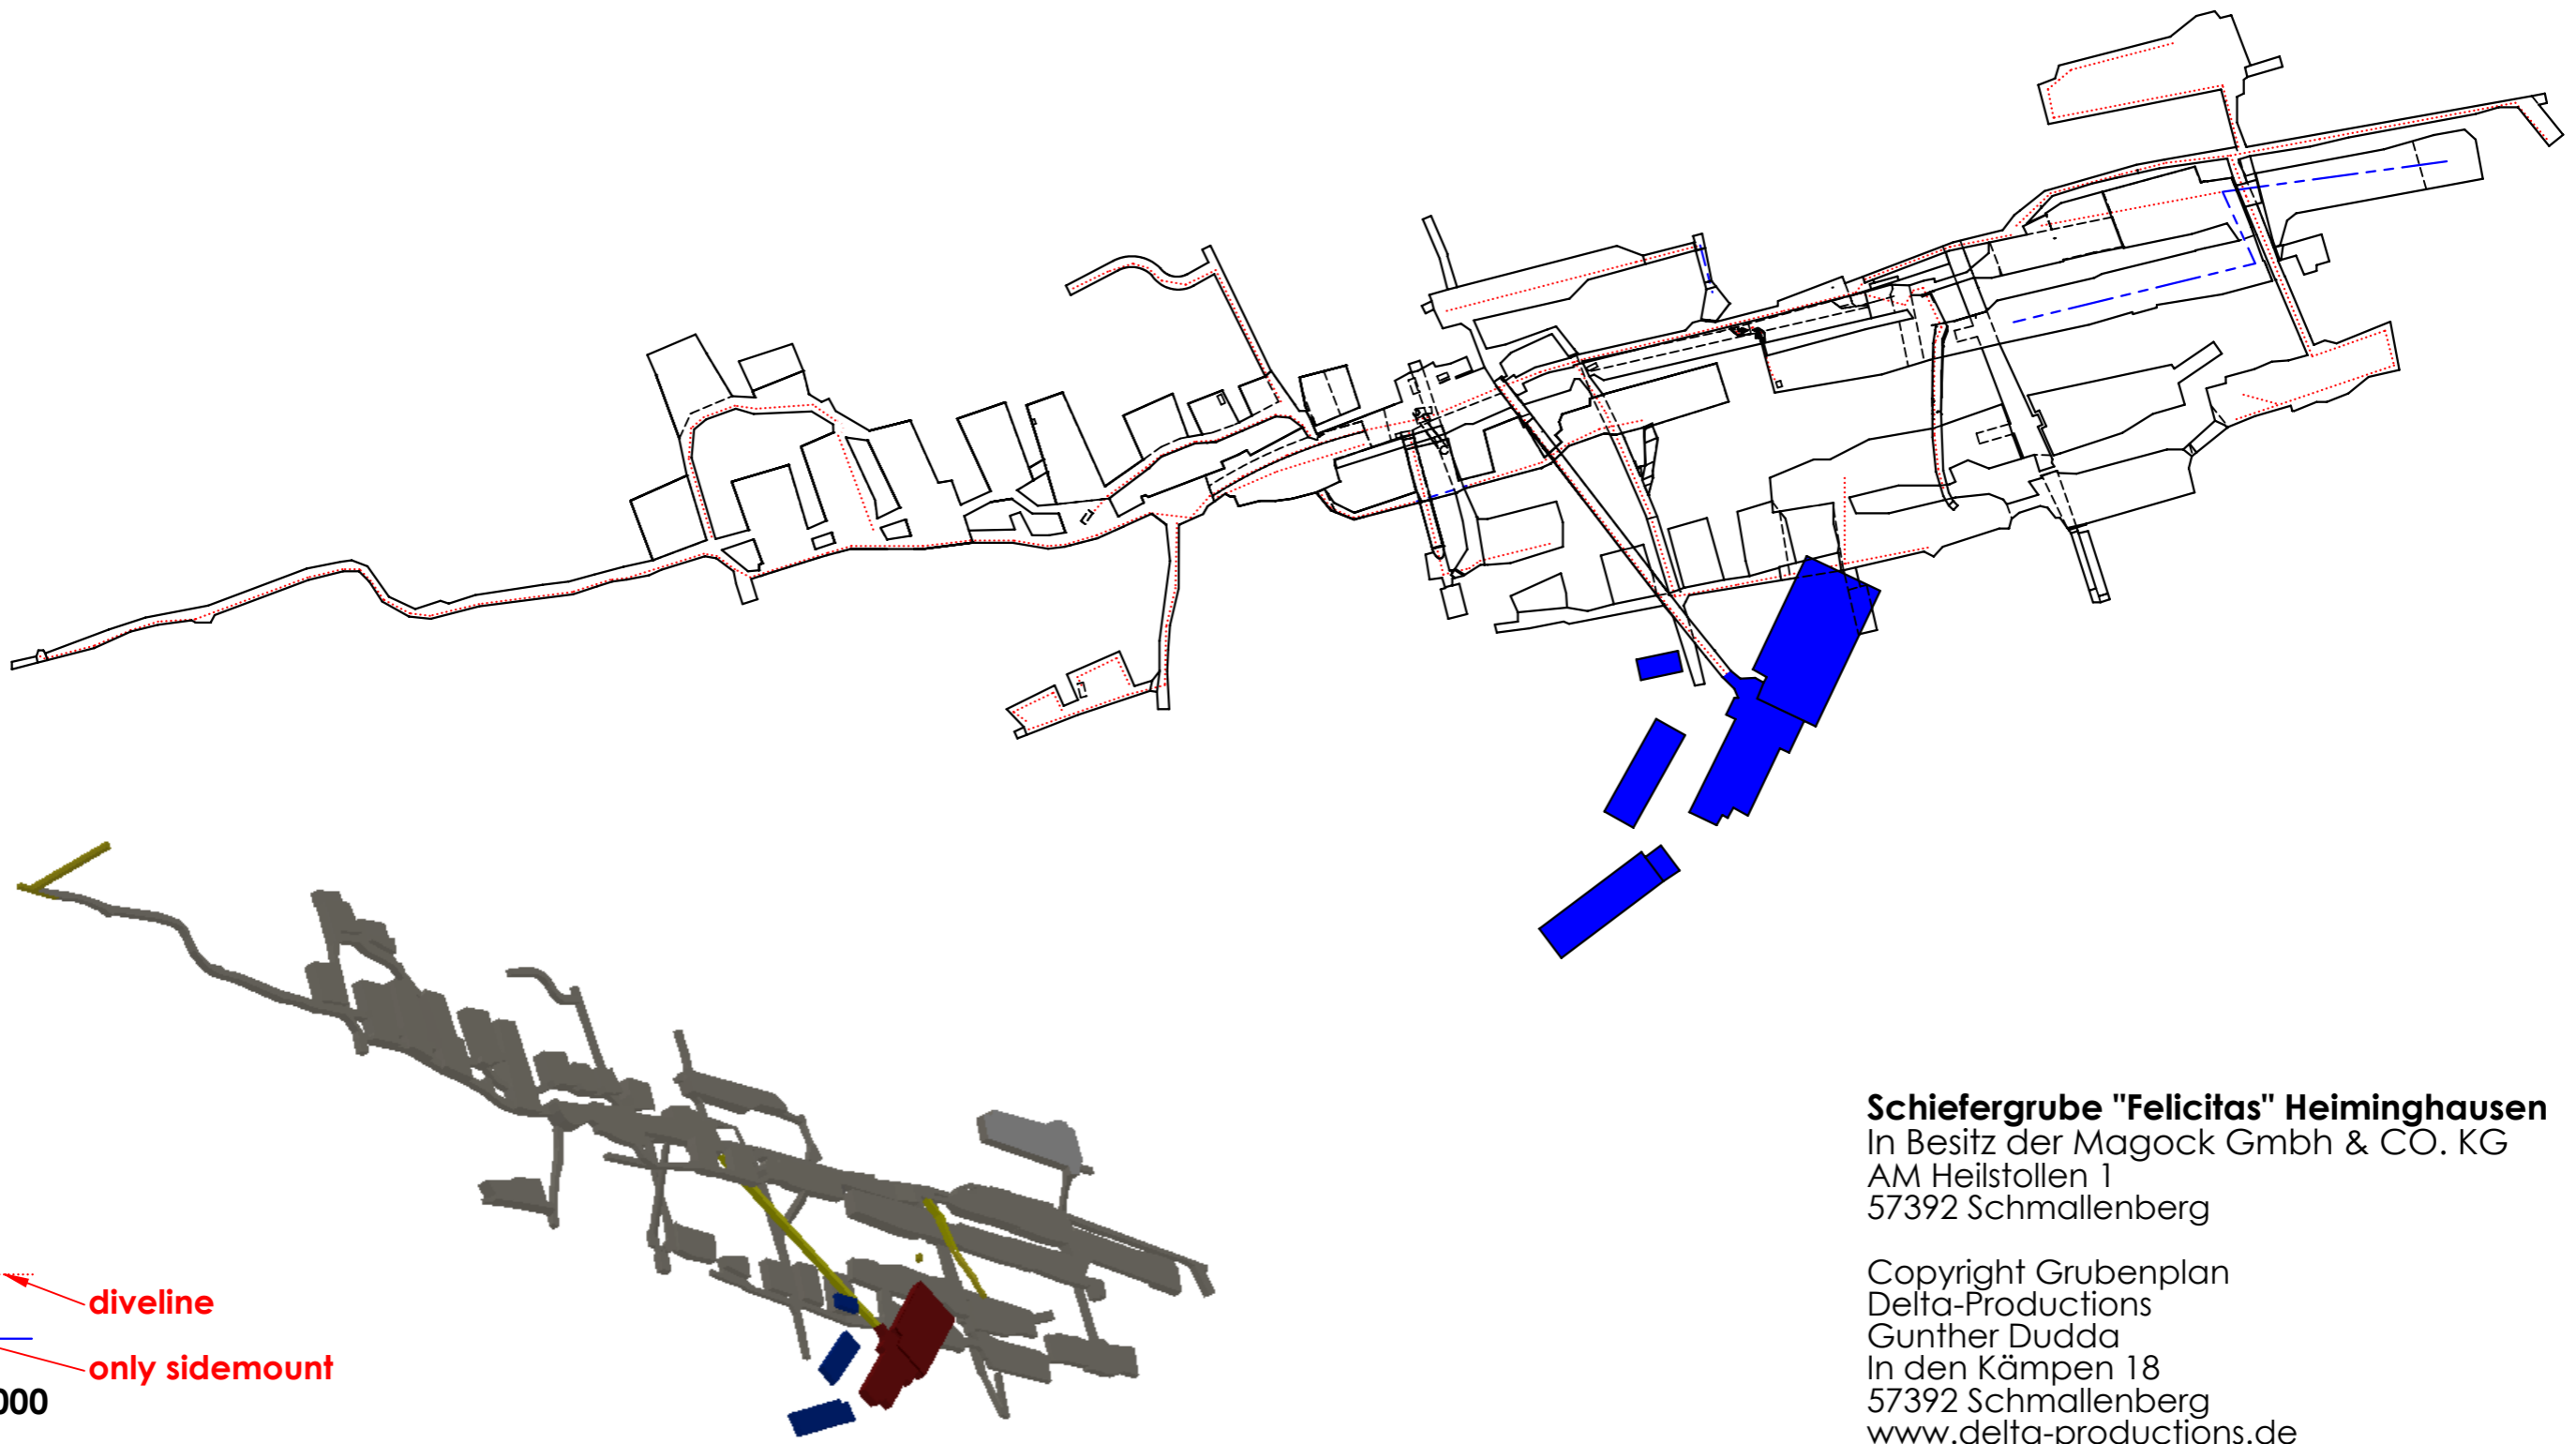 diveline
only sidemount
000
Schiefergrube "Felicitas" Heiminghausen
In Besitz der Magock Gmbh & CO. KG
AM Heilstollen 1
57392 Schmallenberg
Copyright Grubenplan
Delta-Productions
Gunther Dudda
In den Kämpen 18
57392 Schmallenberg
www.delta-productions.de